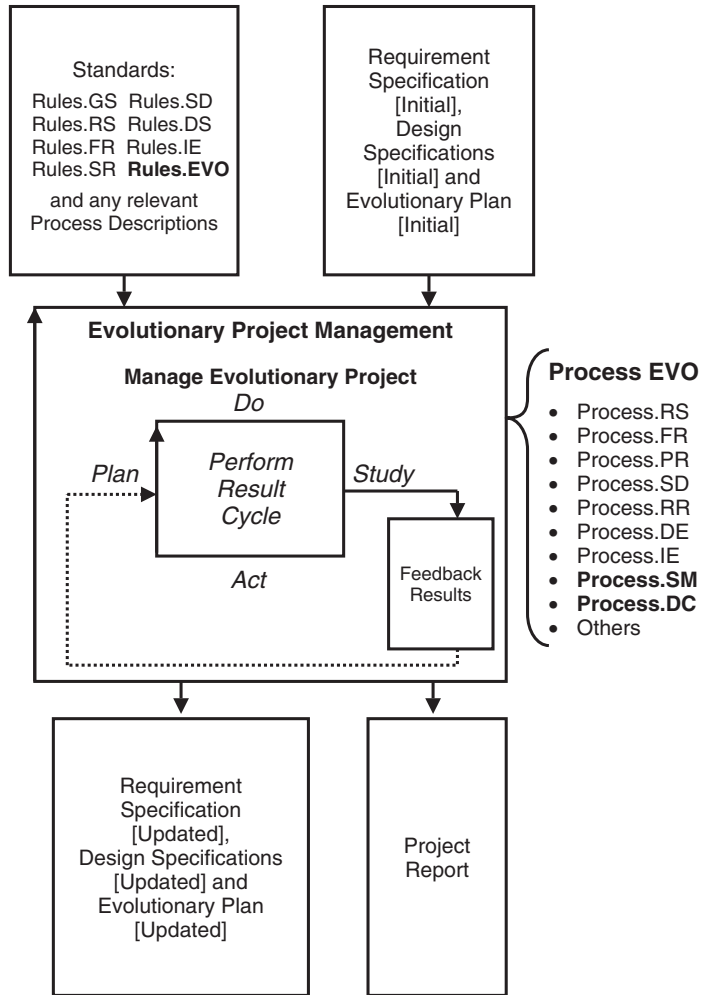 Standards:
Rules.GS Rules.SD
Rules.RS Rules.DS
Rules.FR Rules.IE
Rules.SR Rules.EVO
and any relevant
Process Descriptions
Requirement
Specification
[Initial],
Design
Specifications
[Initial] and
Evolutionary Plan
[Initial]
Evolutionary Project Management
Manage Evolutionary Project
Do
Plan
Perform
Result
Cycle
Study
Act
Feedback
Results
Process EVO
• Process.RS
• Process.FR
• Process.PR
• Process.SD
• Process.RR
• Process.DE
• Process.IE
• Process.SM
• Process.DC
• Others
Requirement
Specification
[Updated],
Design Specifications
[Updated] and
Evolutionary Plan
[Updated]
Project
Report